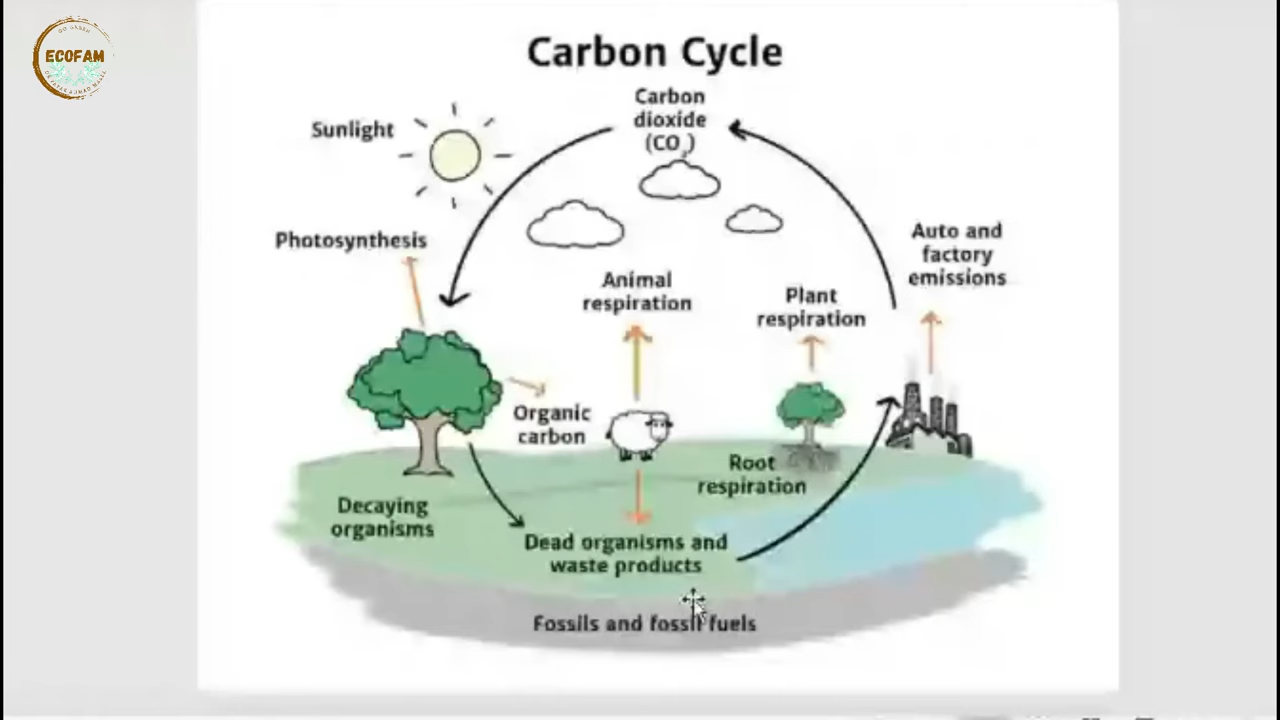 ECOFAM
Carbon Cycle
Carbon
dioxide
(CO₂)
Sunlight
Photosynthesis
Auto and
factory
emissions
Animal
respiration
Plant
respiration
Organic
carbon
Root
respiration
Decaying
organisms
Dead organisms and
waste products
Fossils and fossil fuels